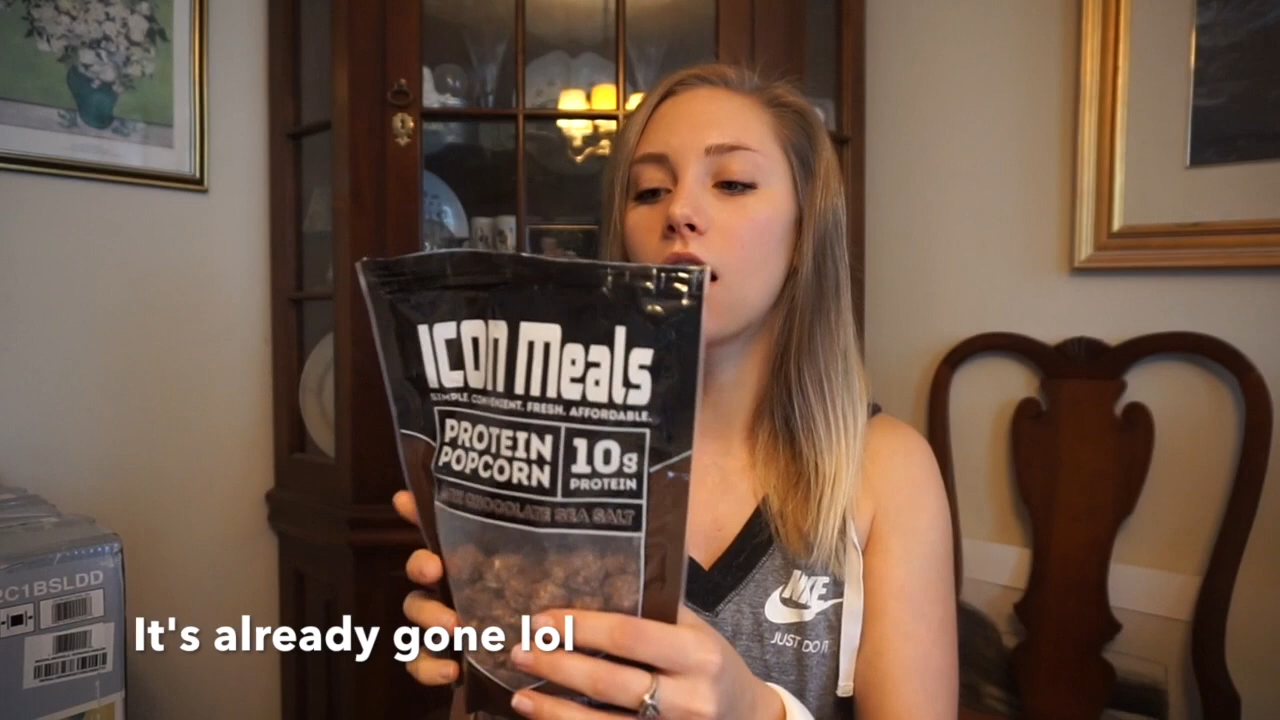 ICON Meals
SIMPLE. CONVENIENT. FRESH. AFFORDABLE.
PROTEIN
POPCORN
10g
PROTEIN
CHOCOLATE SEA SALT
NIKE
JUST DO IT
C1BSLDD
It's already gone lol